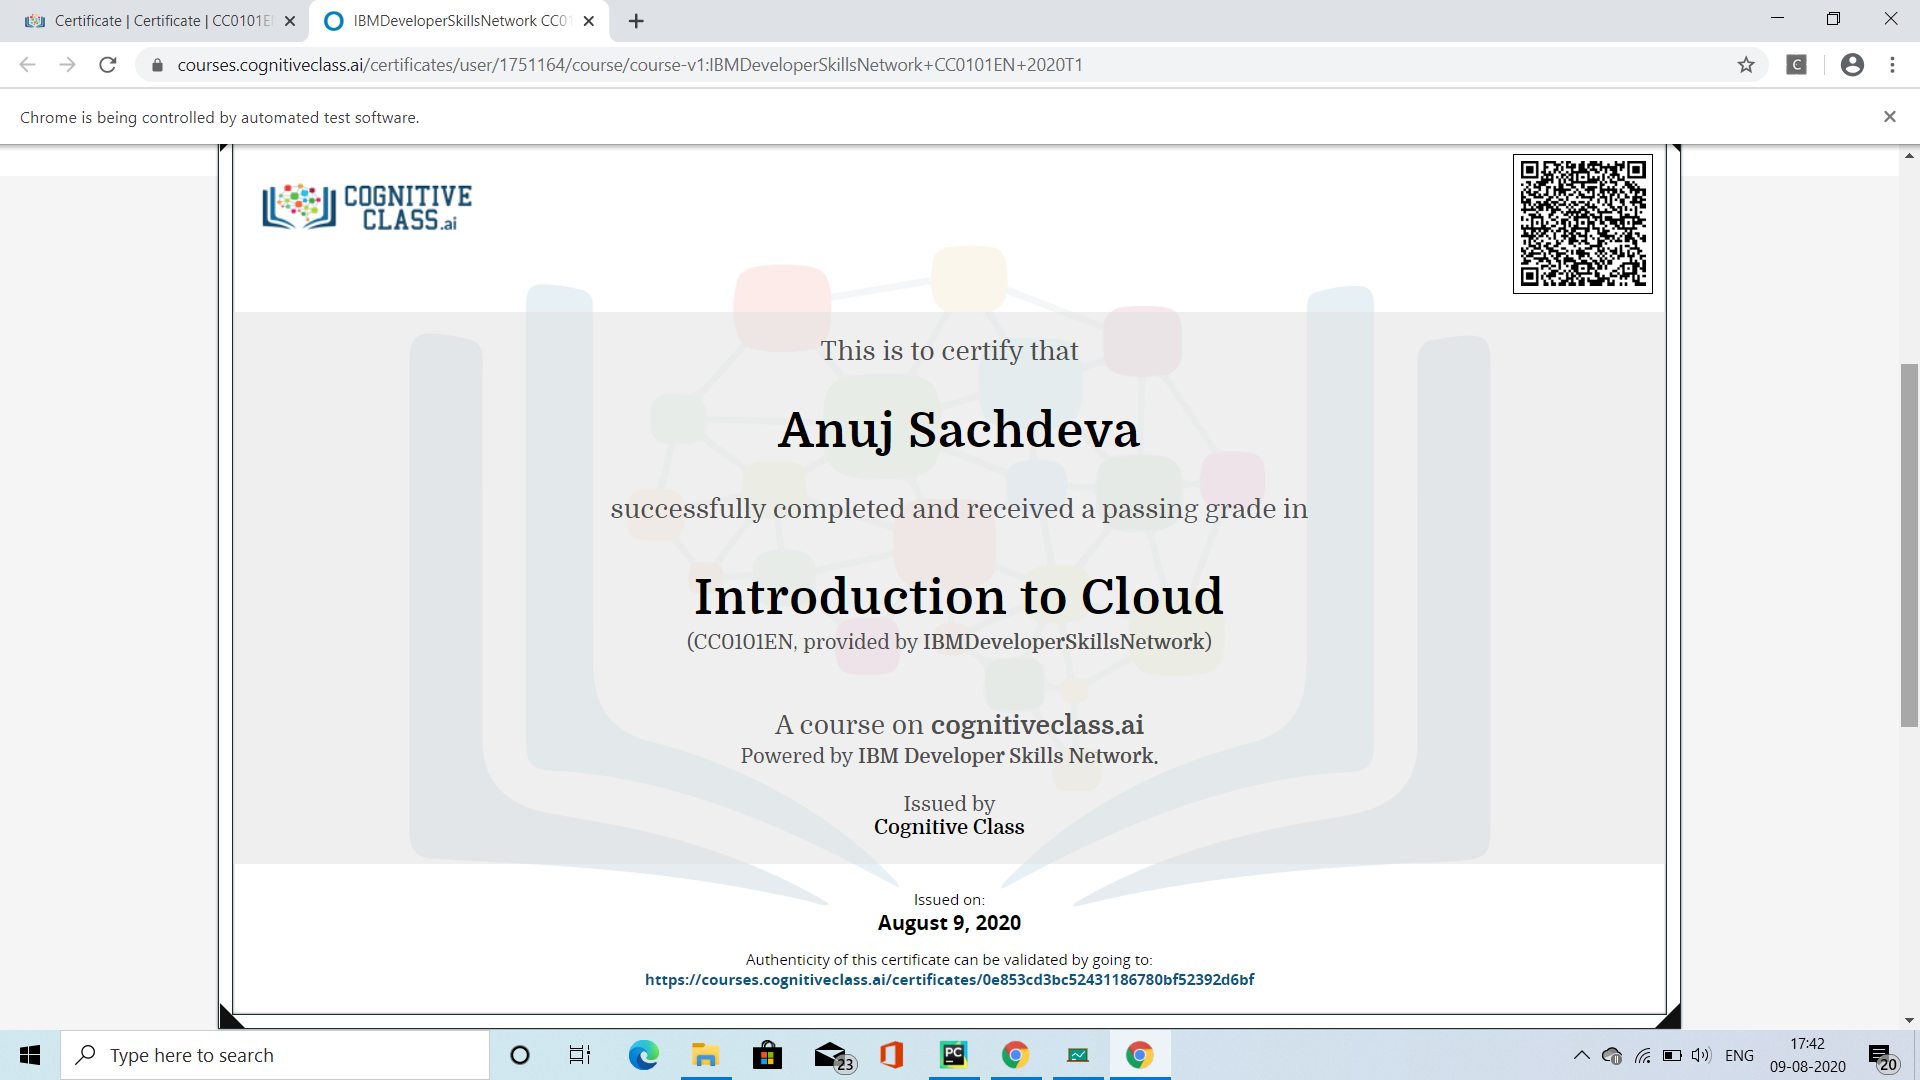 Certificate | Certificate | CC0101E
IBMDeveloperSkillsNetwork CC0
courses.cognitiveclass.ai/certificates/user/1751164/course/course-v1:IBMDeveloperSkillsNetwork+CC0101EN+2020T1
C
Chrome is being controlled by automated test software.
COGNITIVE
CLASS.ai
This is to certify that
Anuj Sachdeva
successfully completed and received a passing grade in
Introduction to Cloud
(CC0101EN, provided by IBMDeveloperSkillsNetwork)
A course on cognitiveclass.ai
Powered by IBM Developer Skills Network.
Issued by
Cognitive Class
Issued on:
August 9, 2020
Authenticity of this certificate can be validated by going to:
https://courses.cognitiveclass.ai/certificates/0e853cd3bc52431186780bf52392d6bf
Type here to search
23
PC
ENG
17:42
09-08-2020
20